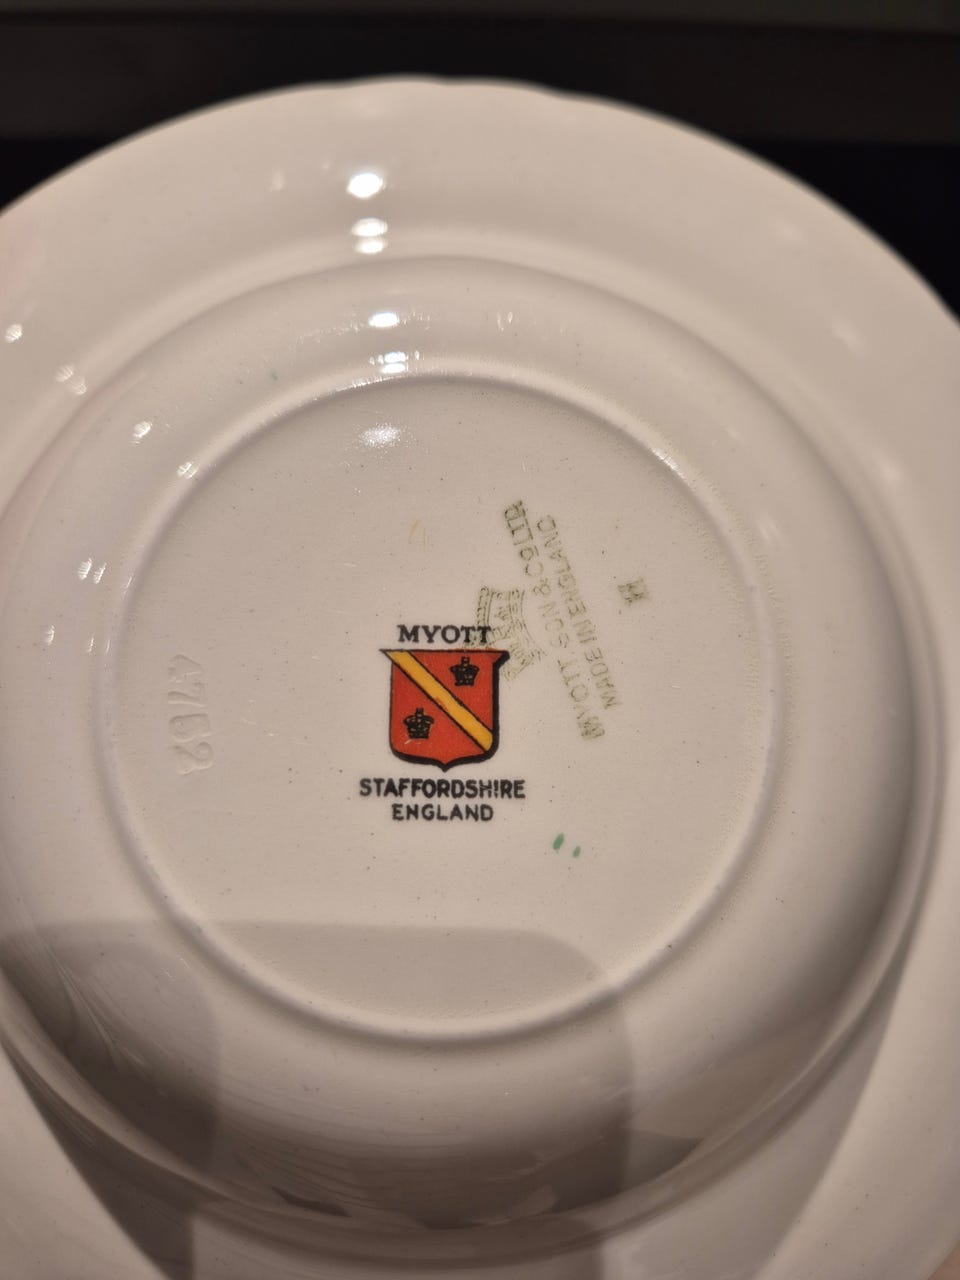 MYOTT
STAFFORDSHIRE
ENGLAND
MYOTT SON & CO LTD
MADE IN ENGLAND